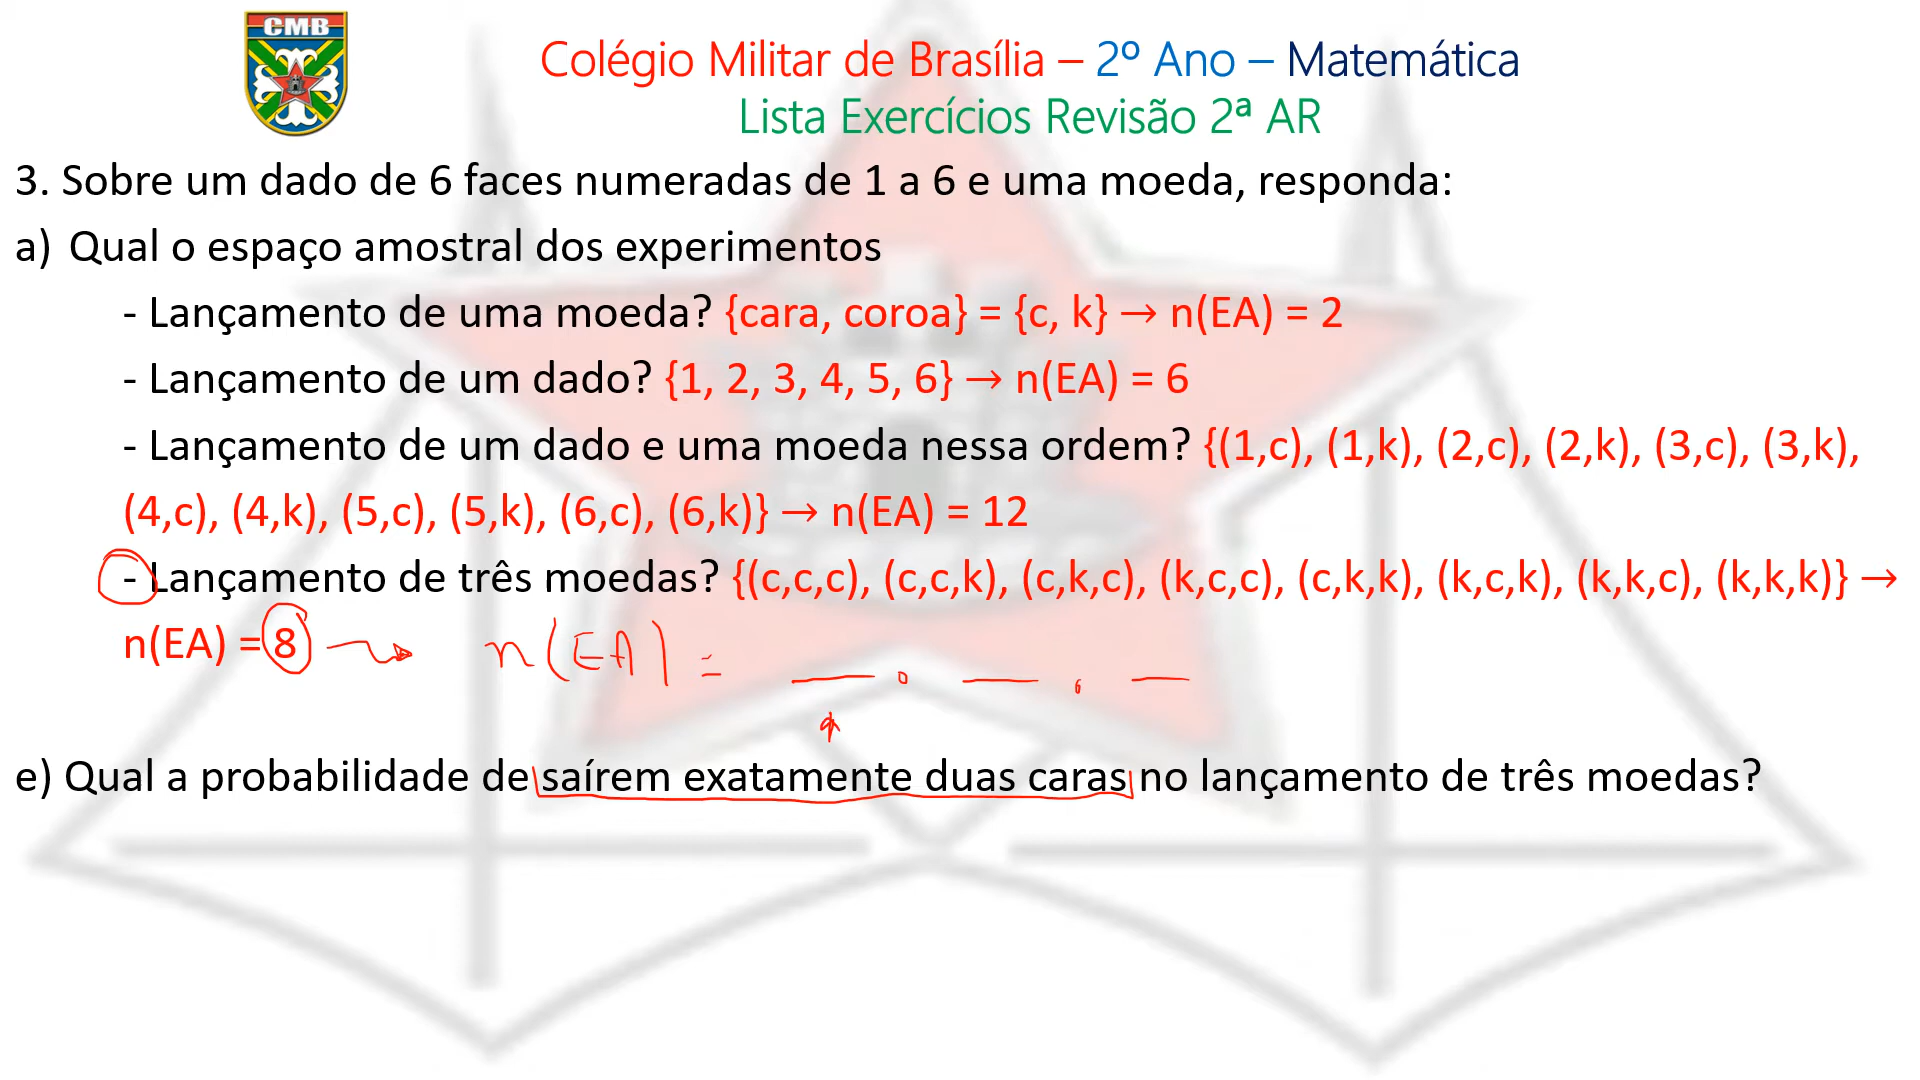 CMB
Colégio Militar de Brasília – 2º Ano – Matemática
Lista Exercícios Revisão 2ª AR
3. Sobre um dado de 6 faces numeradas de 1 a 6 e uma moeda, responda:
a) Qual o espaço amostral dos experimentos
- Lançamento de uma moeda? {cara, coroa} = {c, k} → n(EA) = 2
- Lançamento de um dado? {1, 2, 3, 4, 5, 6} → n(EA) = 6
- Lançamento de um dado e uma moeda nessa ordem? {(1,c), (1,k), (2,c), (2,k), (3,c), (3,k),
(4,c), (4,k), (5,c), (5,k), (6,c), (6,k)} → n(EA) = 12
- Lançamento de três moedas? {(c,c,c), (c,c,k), (c,k,c), (k,c,c), (c,k,k), (k,c,k), (k,k,c), (k,k,k)} →
n(EA) = 8 → n(EA) = __ . __ . __
e) Qual a probabilidade de saírem exatamente duas caras no lançamento de três moedas?